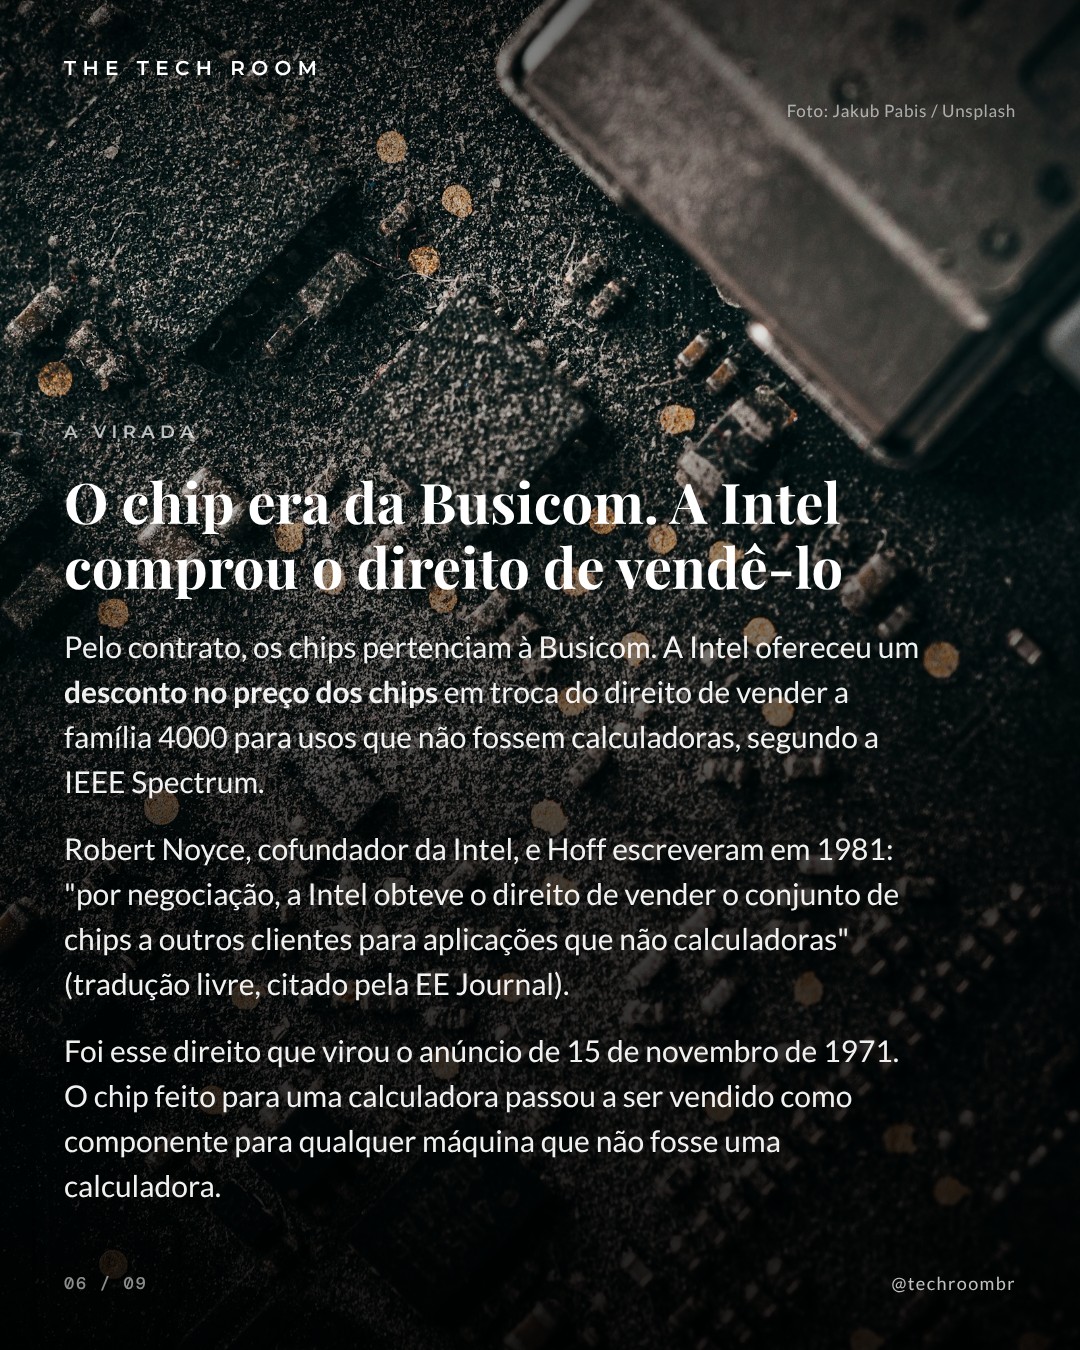 THE TECH ROOM
Foto: Jakub Pabis / Unsplash
A VIRADA
O chip era da Busicom. A Intel
comprou o direito de vendê-lo
Pelo contrato, os chips pertenciam à Busicom. A Intel ofereceu um
desconto no preço dos chips em troca do direito de vender a
família 4000 para usos que não fossem calculadoras, segundo a
IEEE Spectrum.
Robert Noyce, cofundador da Intel, e Hoff escreveram em 1981:
"por negociação, a Intel obteve o direito de vender o conjunto de
chips a outros clientes para aplicações que não calculadoras"
(tradução livre, citado pela EE Journal).
Foi esse direito que virou o anúncio de 15 de novembro de 1971.
O chip feito para uma calculadora passou a ser vendido como
componente para qualquer máquina que não fosse uma
calculadora.
06 / 09
@techroombr